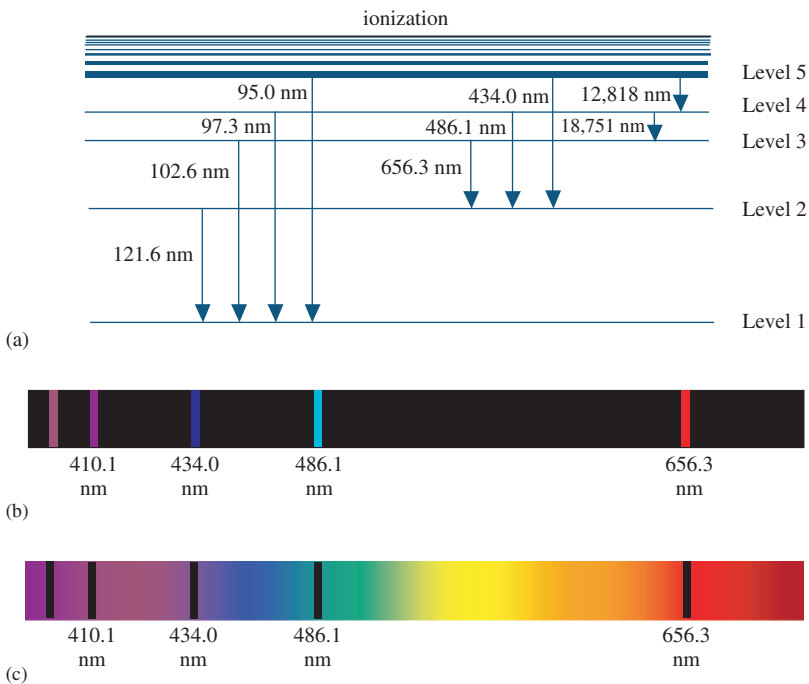 ionization
Level 5
95.0 nm
434.0 nm
12,818 nm
Level 4
97.3 nm
486.1 nm
18,751 nm
Level 3
102.6 nm
656.3 nm
Level 2
121.6 nm
Level 1
(a)
410.1 434.0 486.1 656.3
nm nm nm nm
(b)
410.1 434.0 486.1 656.3
nm nm nm nm
(c)